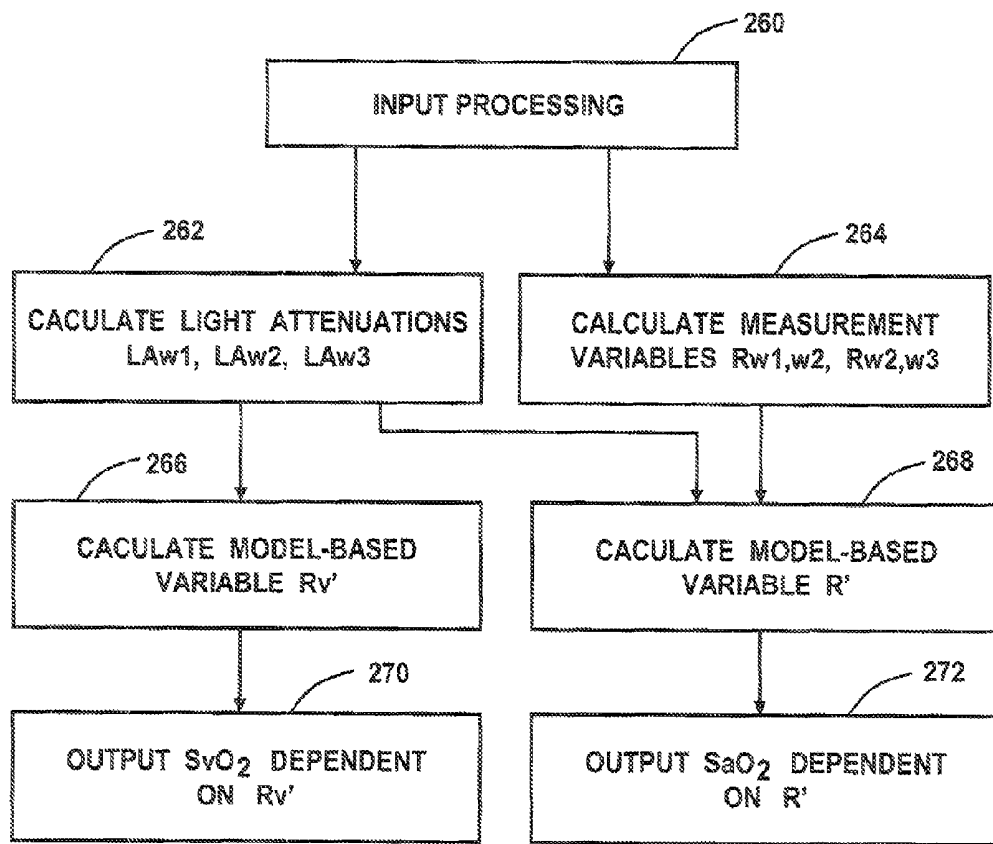 260
INPUT PROCESSING
262
264
CACULATE LIGHT ATTENUATIONS
LAw1, LAw2, LAw3
CALCULATE MEASUREMENT
VARIABLES Rw1,w2, Rw2,w3
266
268
CACULATE MODEL-BASED
VARIABLE Rv'
CALCULATE MODEL-BASED
VARIABLE R'
270
272
OUTPUT SvO2 DEPENDENT
ON Rv'
OUTPUT SaO2 DEPENDENT
ON R'